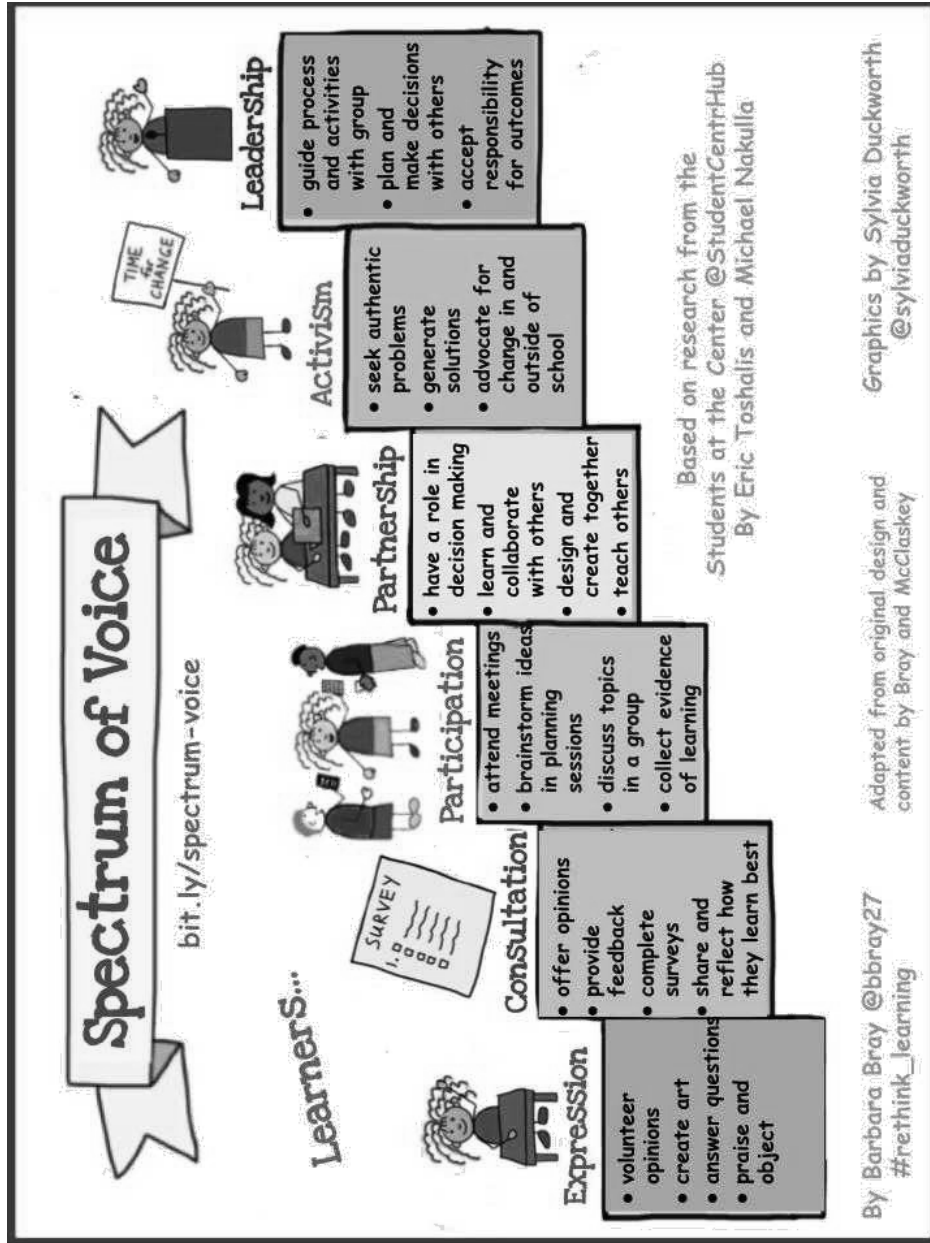 Spectrum of Voice
bit.ly/spectrum-voice
Learners...
Expression
• volunteer
opinions
• create art
• answer questions
• praise and
object
SURVEY
1.
Consultation
• offer opinions
• provide
feedback
• complete
surveys
• share and
reflect how
they learn best
Participation
• attend meetings
• brainstorm ideas
in planning
sessions
• discuss topics
in a group
• collect evidence
of learning
Partnership
• have a role in
decision making
• learn and
collaborate
with others
• design and
create together
• teach others
TIME
for
CHANGE
Activism
• seek authentic
problems
• generate
solutions
• advocate for
change in and
outside of
school
Leadership
• guide process
and activities
with group
• plan and
make decisions
with others
• accept
responsibility
for outcomes
Based on research from the
Students at the Center @StudentCentrHub
By Eric Toshalis and Michael Nakulla
By Barbara Bray @bbray27
#rethink_learning
Adapted from original design and
content by Bray and McClaskey
Graphics by Sylvia Duckworth
@sylviaduckworth